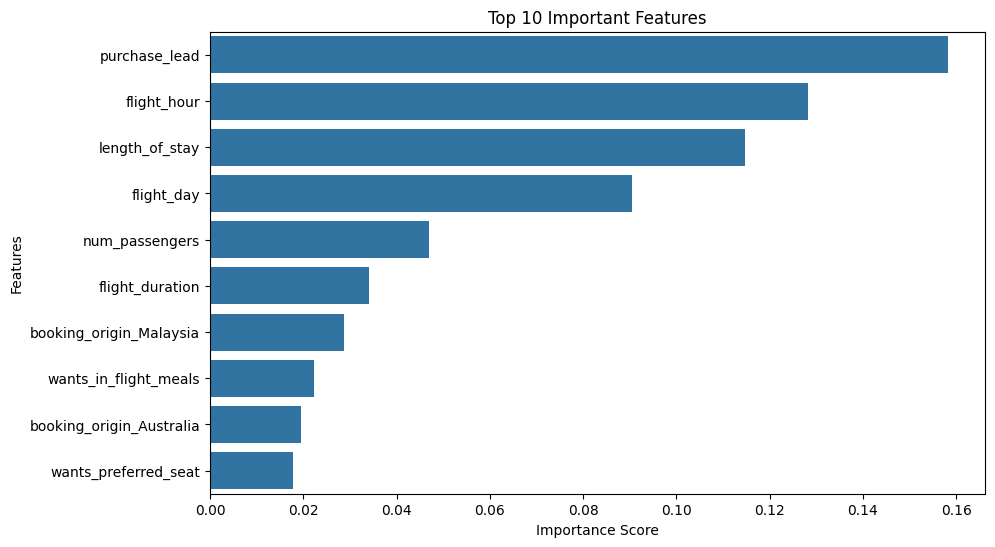 Top 10 Important Features
Features
purchase_lead
flight_hour
length_of_stay
flight_day
num_passengers
flight_duration
booking_origin_Malaysia
wants_in_flight_meals
booking_origin_Australia
wants_preferred_seat
0.00 0.02 0.04 0.06 0.08 0.10 0.12 0.14 0.16
Importance Score